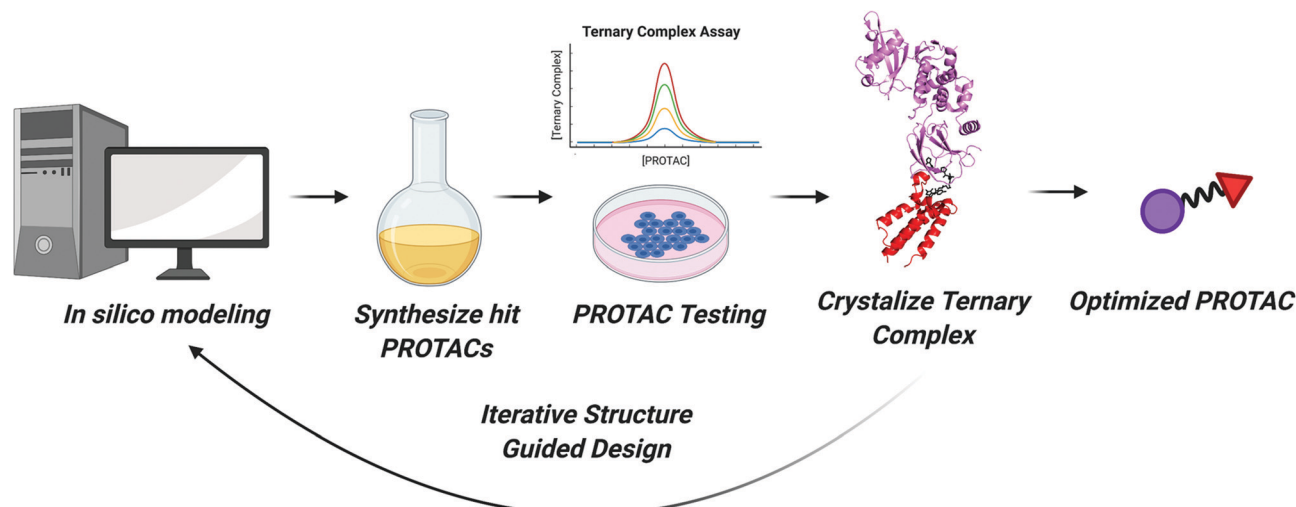 Ternary Complex Assay
[Ternary Complex]
[PROTAC]
In silico modeling
Synthesize hit
PROTACs
PROTAC Testing
Crystalize Ternary
Complex
Optimized PROTAC
Iterative Structure
Guided Design